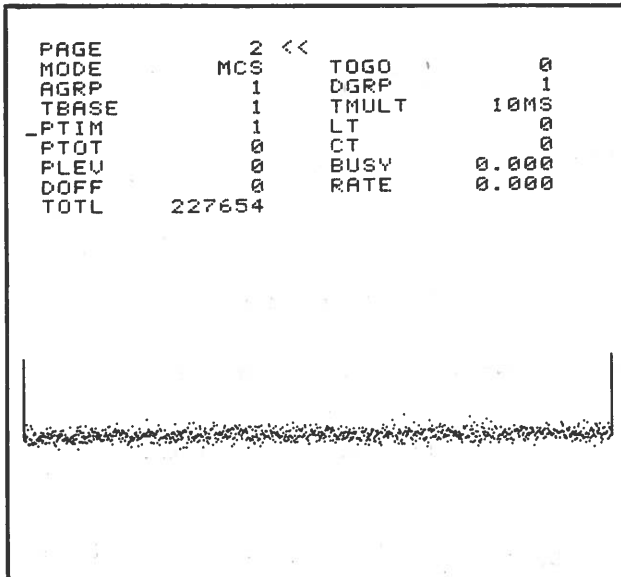 PAGE 2 <<
MODE MCS TOGO 0
AGRP 1 DGRP 1
TBASE 1 TMULT 10MS
_PTIM 1 LT 0
PTOT 0 CT 0
PLEV 0 BUSY 0.000
DOFF 0 RATE 0.000
TOTL 227654